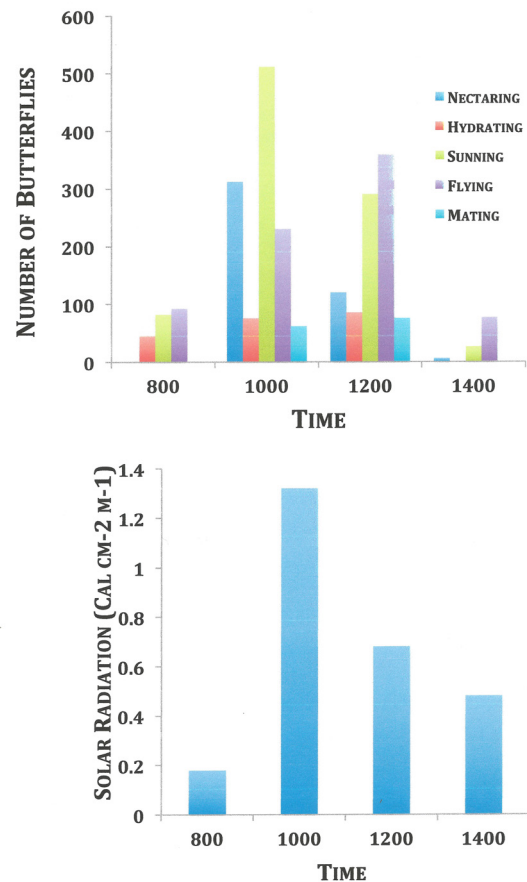 600
500
400
300
200
100
0
NUMBER OF BUTTERFLIES
NECTARING
HYDRATING
SUNNING
FLYING
MATING
800 1000 1200 1400
TIME
1.4
1.2
1
0.8
0.6
0.4
0.2
0
SOLAR RADIATION (CAL CM-2 M-1)
800 1000 1200 1400
TIME